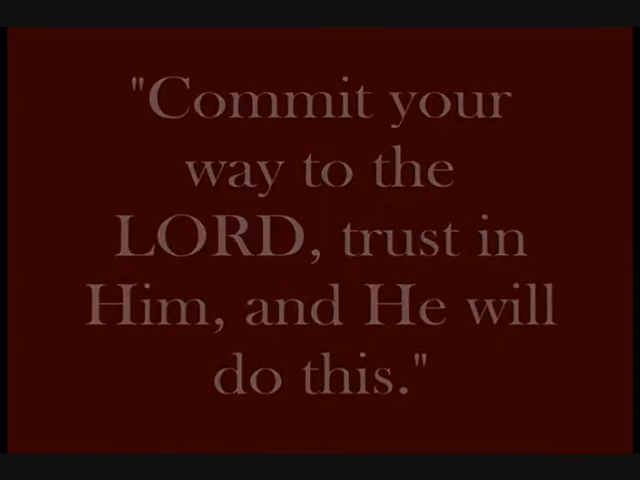 "Commit your
way to the
LORD, trust in
Him, and He will
do this."